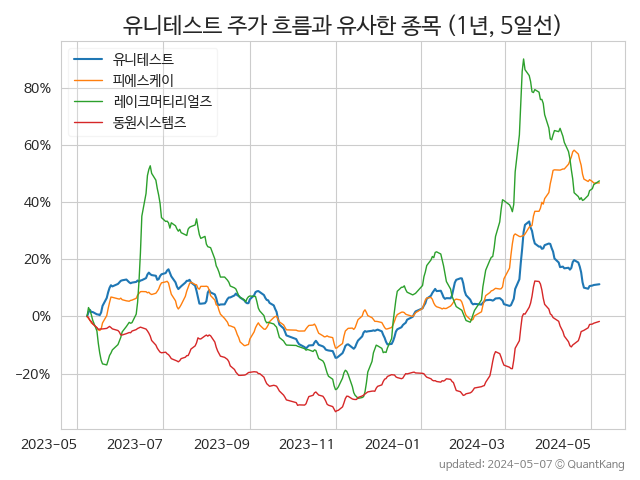 유니테스트 주가 흐름과 유사한 종목 (1년, 5일선)
유니테스트
피에스케이
레이크머티리얼즈
동원시스템즈
80%
60%
40%
20%
0%
−20%
2023-05 2023-07 2023-09 2023-11 2024-01 2024-03 2024-05
updated: 2024-05-07 © QuantKang